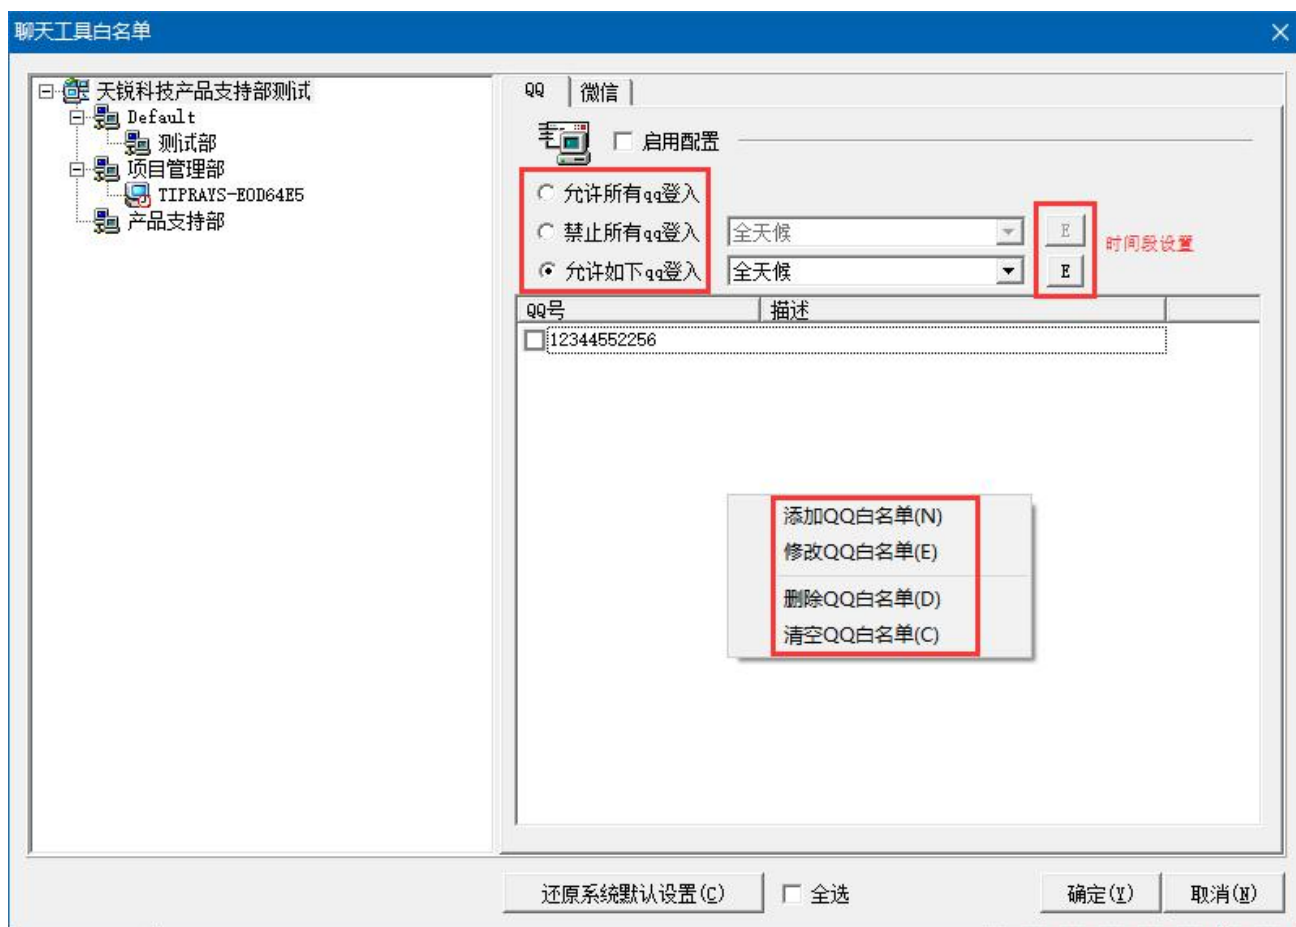 聊天工具白名单
天锐科技产品支持部测试
Default
测试部
项目管理部
TIPRAYS-EOD64E5
产品支持部
QQ 微信
启用配置
允许所有qq登入
禁止所有qq登入 全天候 E
时间段设置
允许如下qq登入 全天候 E
QQ号 描述
12344552256
添加QQ白名单(N)
修改QQ白名单(E)
删除QQ白名单(D)
清空QQ白名单(C)
还原系统默认设置(C) 全选 确定(Y) 取消(N)